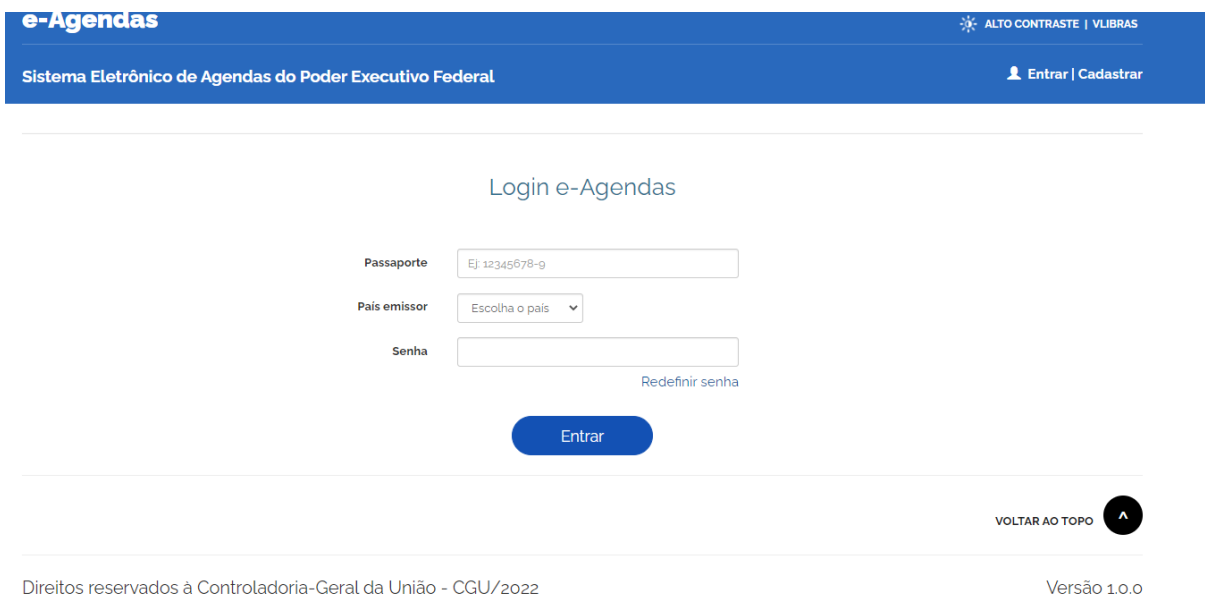 e-Agendas
ALTO CONTRASTE | VLIBRAS
Sistema Eletrônico de Agendas do Poder Executivo Federal
Entrar | Cadastrar
Login e-Agendas
Passaporte
Ej: 12345678-9
País emissor
Escolha o país
Senha
Redefinir senha
Entrar
VOLTAR AO TOPO
^
Direitos reservados à Controladoria-Geral da União - CGU/2022
Versão 1.0.0